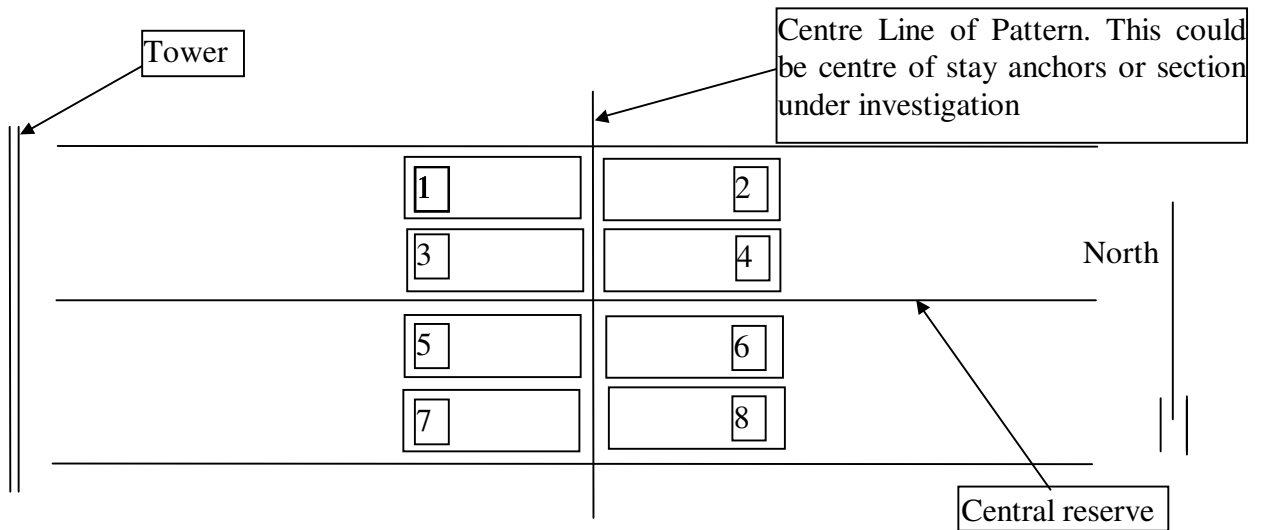 Centre Line of Pattern. This could
be centre of stay anchors or section
under investigation
Tower
1
2
3
4
North
5
6
7
8
Central reserve